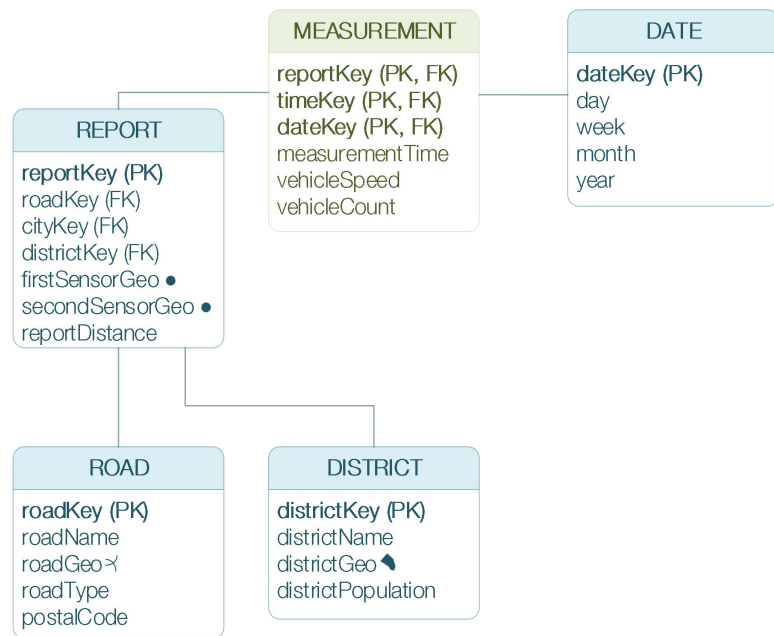 MEASUREMENT
reportKey (PK, FK)
timeKey (PK, FK)
dateKey (PK, FK)
measurementTime
vehicleSpeed
vehicleCount
DATE
dateKey (PK)
day
week
month
year
REPORT
reportKey (PK)
roadKey (FK)
cityKey (FK)
districtKey (FK)
firstSensorGeo
secondSensorGeo
reportDistance
ROAD
roadKey (PK)
roadName
roadGeo
roadType
postalCode
DISTRICT
districtKey (PK)
districtName
districtGeo
districtPopulation